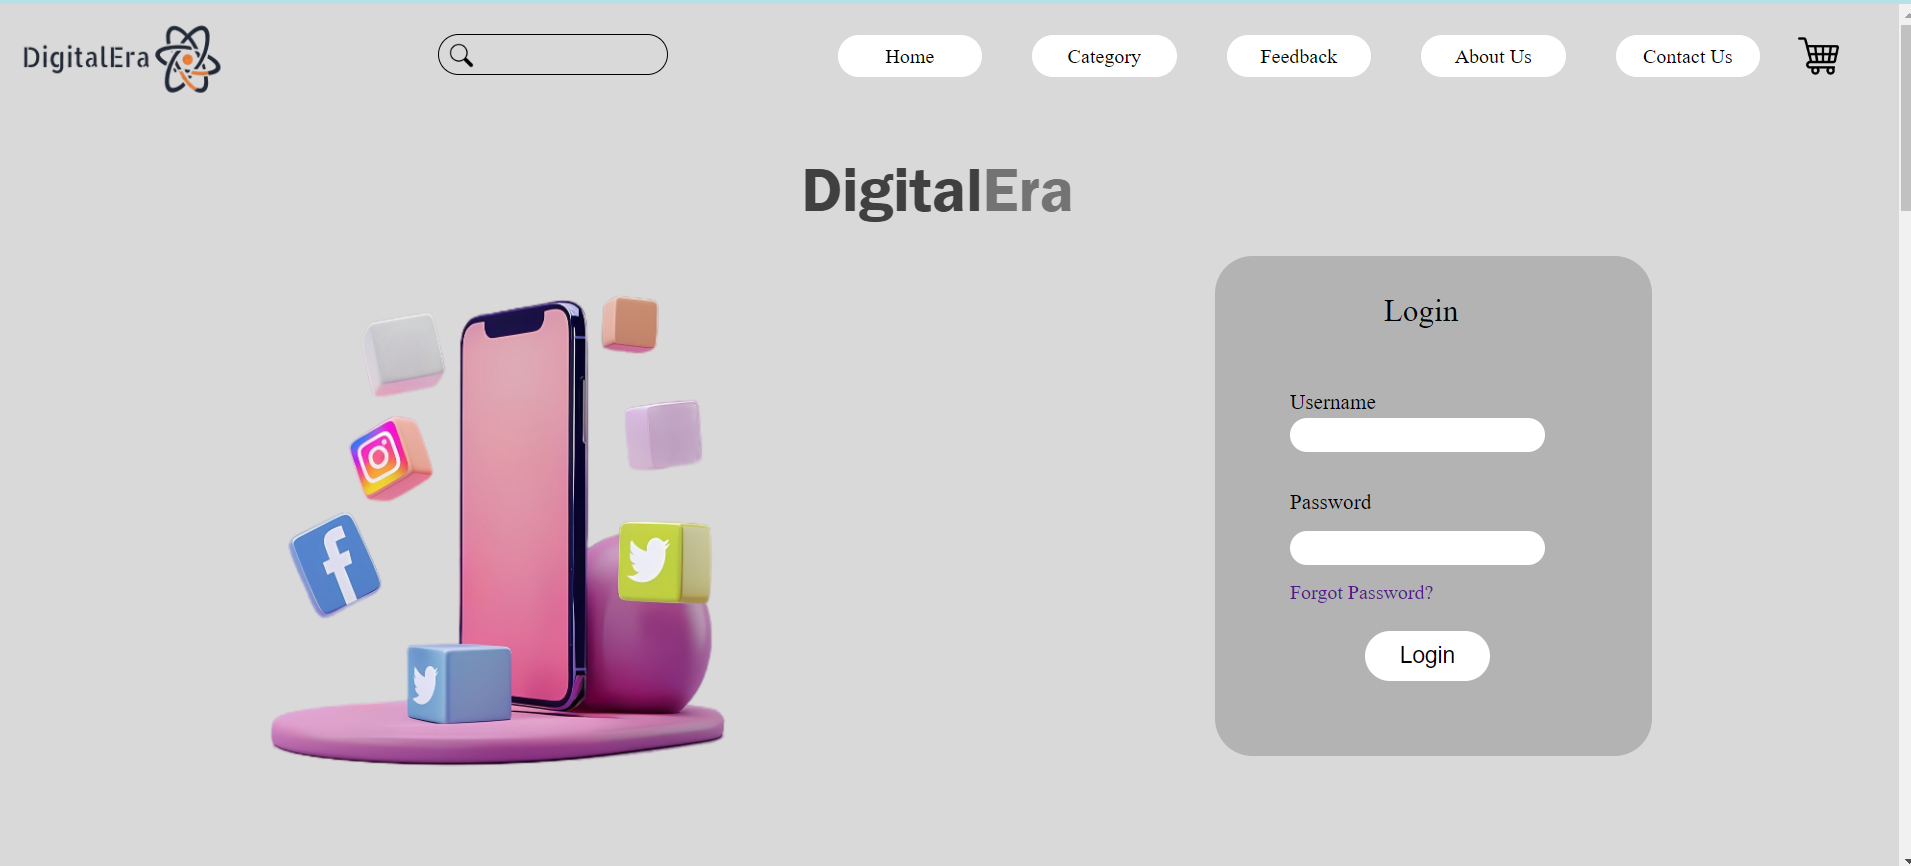 DigitalEra
Home
Category
Feedback
About Us
Contact Us
DigitalEra
Login
Username
Password
Forgot Password?
Login